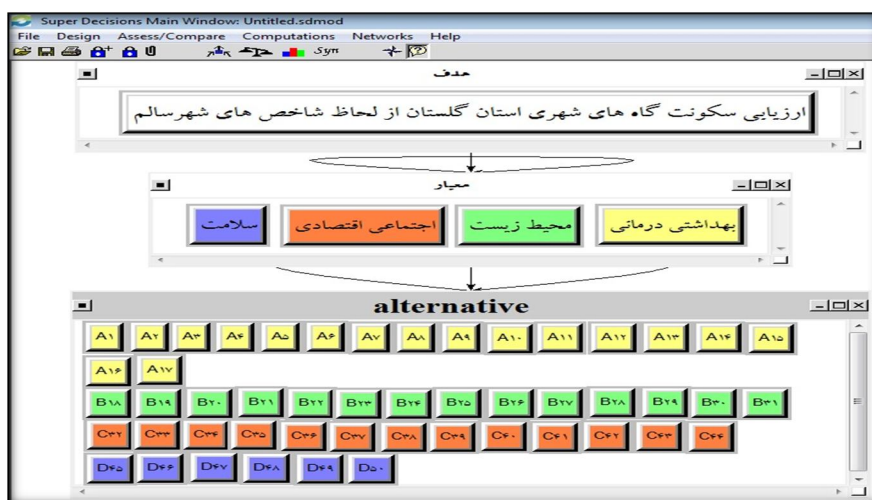 Super Decisions Main Window: Untitled.sdmod
File Design Assess/Compare Computations Networks Help
Syn
هدف
ارزیابی سکونت گاه های شهری استان گلستان از لحاظ شاخص های شهرسالم
معیار
سلامت اجتماعی اقتصادی محیط زیست بهداشتی درمانی
alternative
A۱ A۲ A۳ A۴ A۵ A۶ A۷ A۸ A۹ A۱۰ A۱۱ A۱۲ A۱۳ A۱۴ A۱۵
A۱۶ A۱۷
B۱۸ B۱۹ B۲۰ B۲۱ B۲۲ B۲۳ B۲۴ B۲۵ B۲۶ B۲۷ B۲۸ B۲۹ B۳۰ B۳۱
C۳۲ C۳۳ C۳۴ C۳۵ C۳۶ C۳۷ C۳۸ C۳۹ C۴۰ C۴۱ C۴۲ C۴۳ C۴۴
D۴۵ D۴۶ D۴۷ D۴۸ D۴۹ D۵۰